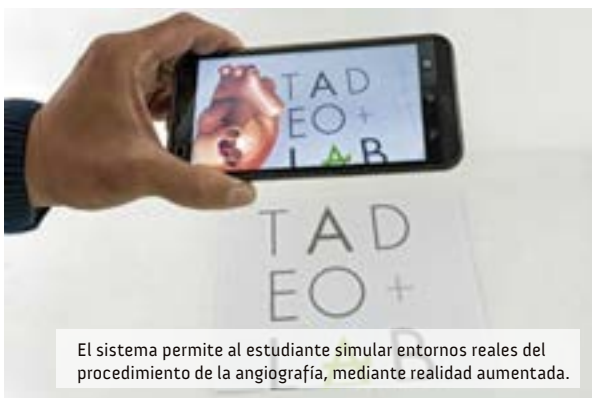 TAD
EO+
LAB
TAD
EO+
LAB
El sistema permite al estudiante simular entornos reales del
procedimiento de la angiografía, mediante realidad aumentada.